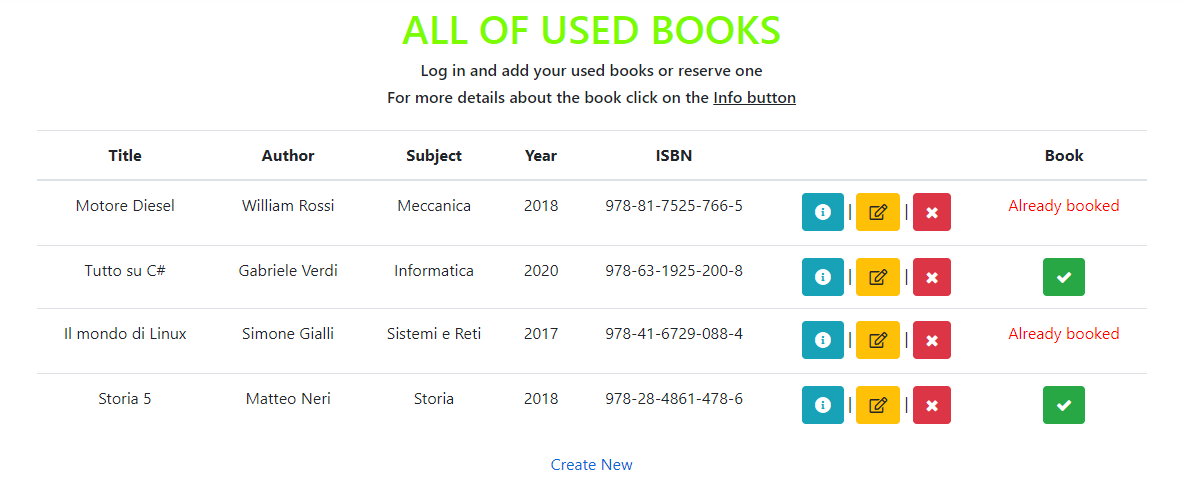 ALL OF USED BOOKS
Log in and add your used books or reserve one
For more details about the book click on the Info button
Title Author Subject Year ISBN Book
Motore Diesel William Rossi Meccanica 2018 978-81-7525-766-5 | | Already booked
Tutto su C# Gabriele Verdi Informatica 2020 978-63-1925-200-8 | |
Il mondo di Linux Simone Gialli Sistemi e Reti 2017 978-41-6729-088-4 | | Already booked
Storia 5 Matteo Neri Storia 2018 978-28-4861-478-6 | |
Create New